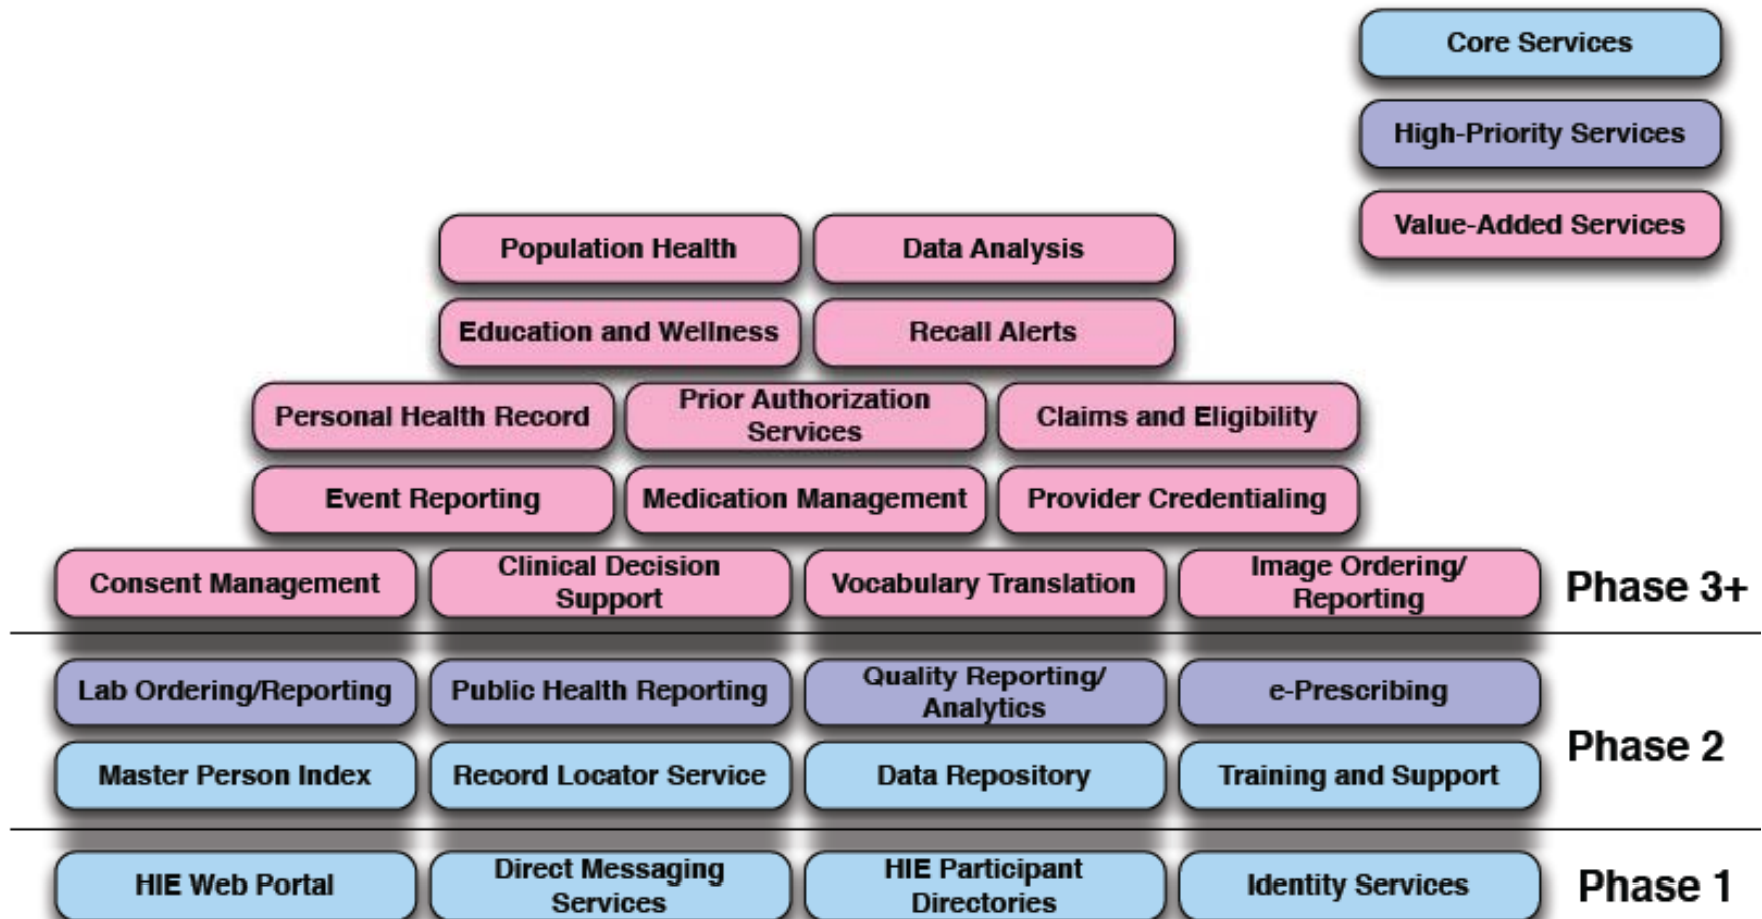 Core Services
High-Priority Services
Value-Added Services
Population Health
Data Analysis
Education and Wellness
Recall Alerts
Personal Health Record
Prior Authorization
Services
Claims and Eligibility
Event Reporting
Medication Management
Provider Credentialing
Consent Management
Clinical Decision
Support
Vocabulary Translation
Image Ordering/
Reporting
Phase 3+
Lab Ordering/Reporting
Public Health Reporting
Quality Reporting/
Analytics
e-Prescribing
Phase 2
Master Person Index
Record Locator Service
Data Repository
Training and Support
HIE Web Portal
Direct Messaging
Services
HIE Participant
Directories
Identity Services
Phase 1